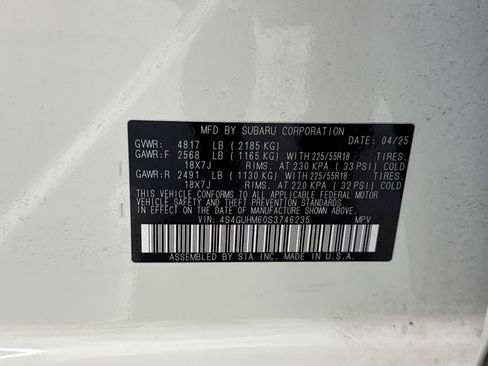 MFD BY SUBARU CORPORATION
GVWR: 4817 LB (2185 KG) DATE: 04/25
GAWR:F 2568 LB (1165 KG) WITH 225/55R18 TIRES.
18X7J RIMS. AT 230 KPA ( 33 PSI) COLD
GAWR:R 2491 LB (1130 KG) WITH 225/55R18 TIRES.
18X7J RIMS. AT 220 KPA ( 32 PSI) COLD
THIS VEHICLE CONFORMS TO ALL APPLICABLE FEDERAL MOTOR
VEHICLE SAFETY AND THEFT PREVENTION STANDARDS
IN EFFECT ON THE DATE OF MANUFACTURE SHOWN ABOVE.
VIN: 4S4GUHM60S3746235 MPV
ASSEMBLED BY SIA INC. MADE IN U.S.A.